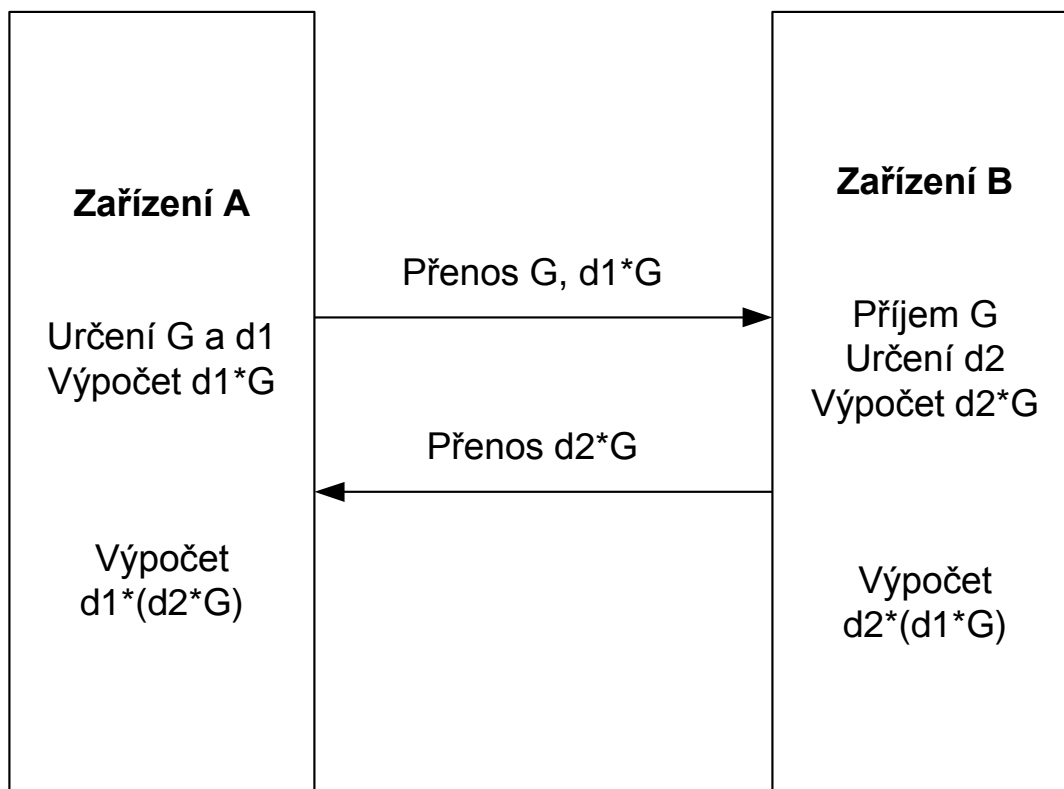 Zařízení A
Určení G a d1
Výpočet d1*G
Výpočet
d1*(d2*G)
Přenos G, d1*G
Přenos d2*G
Zařízení B
Příjem G
Určení d2
Výpočet d2*G
Výpočet
d2*(d1*G)